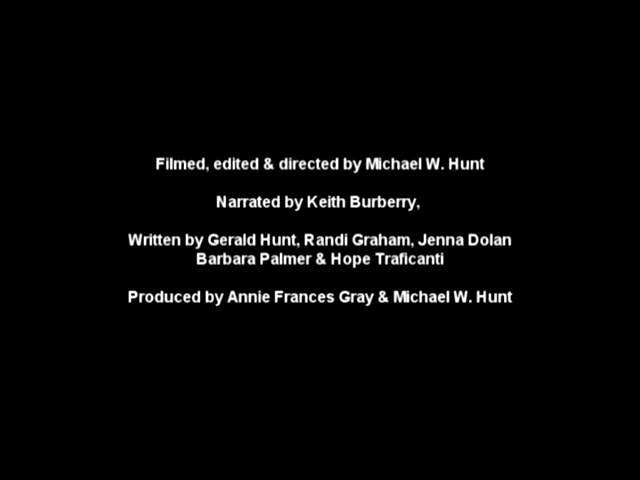 Filmed, edited & directed by Michael W. Hunt
Narrated by Keith Burberry,
Written by Gerald Hunt, Randi Graham, Jenna Dolan
Barbara Palmer & Hope Traficanti
Produced by Annie Frances Gray & Michael W. Hunt